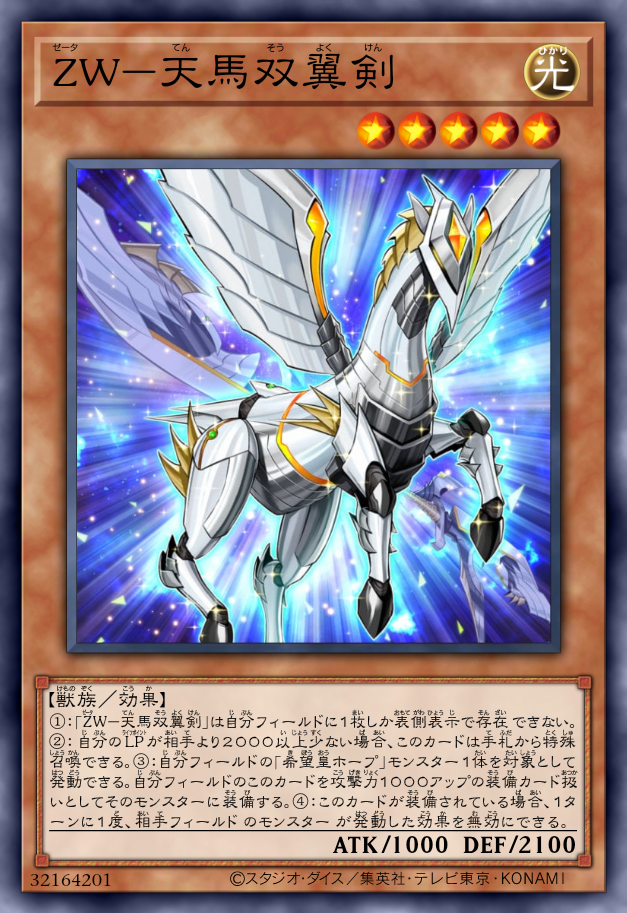 ZW－天馬双翼剣
光
【獣族／効果】
①：「ZW－天馬双翼剣」は自分フィールドに1枚しか表側表示で存在できない。
②：自分のLPが相手より2000以上少ない場合、このカードは手札から特殊
召喚できる。③：自分フィールドの「希望皇ホープ」モンスター1体を対象として
発動できる。自分フィールドのこのカードを攻撃力1000アップの装備カード扱
いとしてそのモンスターに装備する。④：このカードが装備されている場合、1タ
ーンに1度、相手フィールドのモンスターが発動した効果を無効にできる。
ATK/1000 DEF/2100
32164201
©スタジオ・ダイス／集英社・テレビ東京・KONAMI